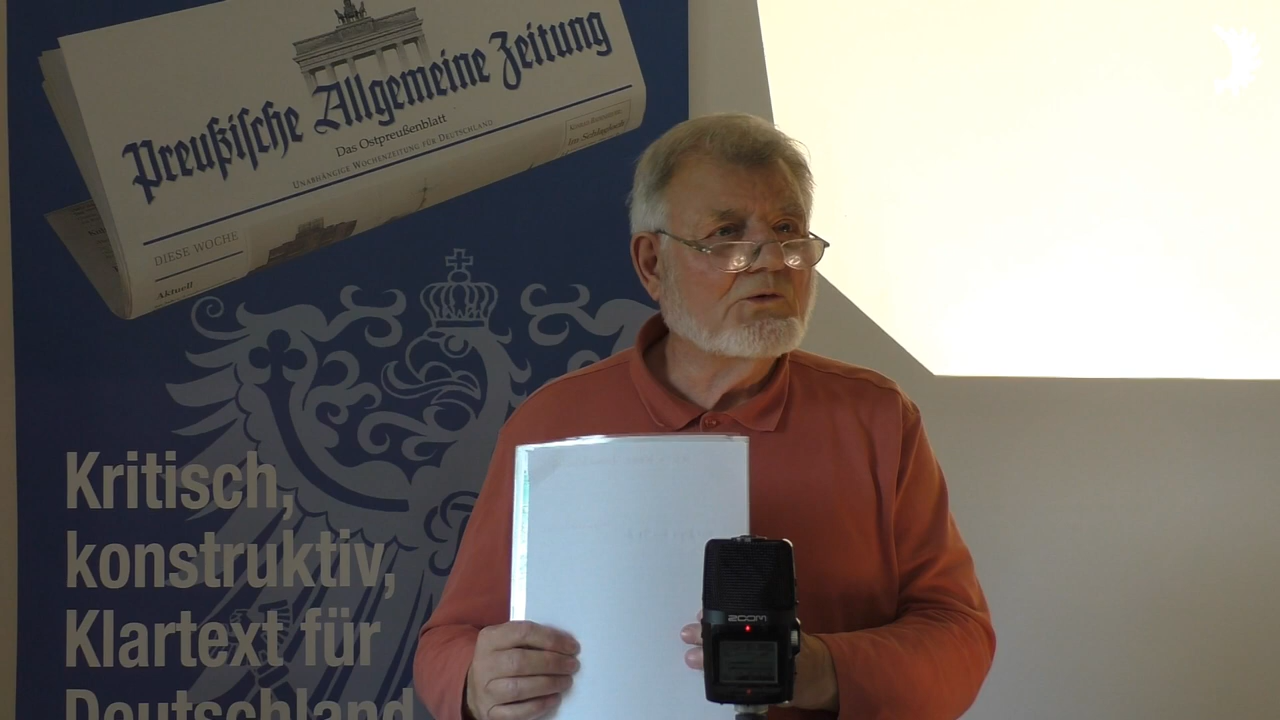 Preußische Allgemeine Zeitung
Das Ostpreußenblatt
Unabhängige Wochenzeitung für Deutschland
DIESE WOCHE
Aktuell
Kritisch,
konstruktiv,
Klartext für
Deutschland
ZOOM